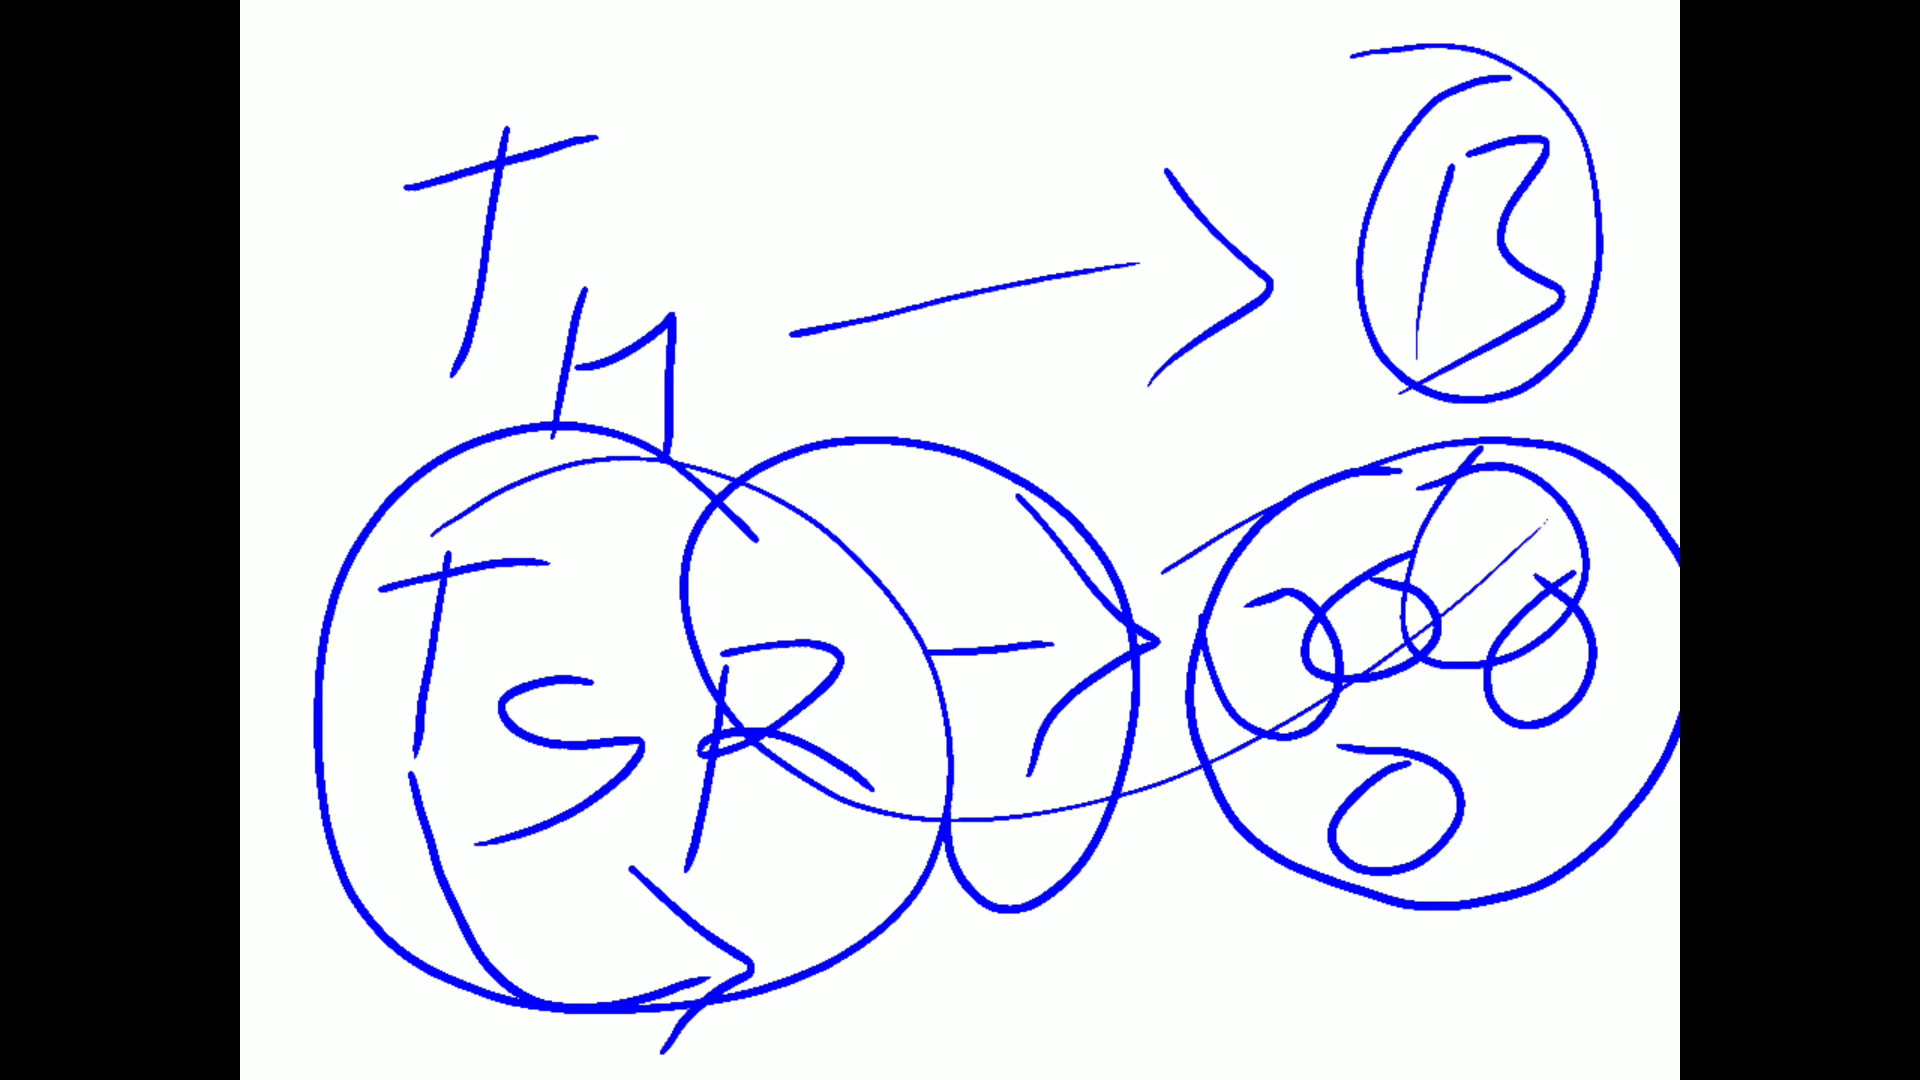 TH → B
TSR →